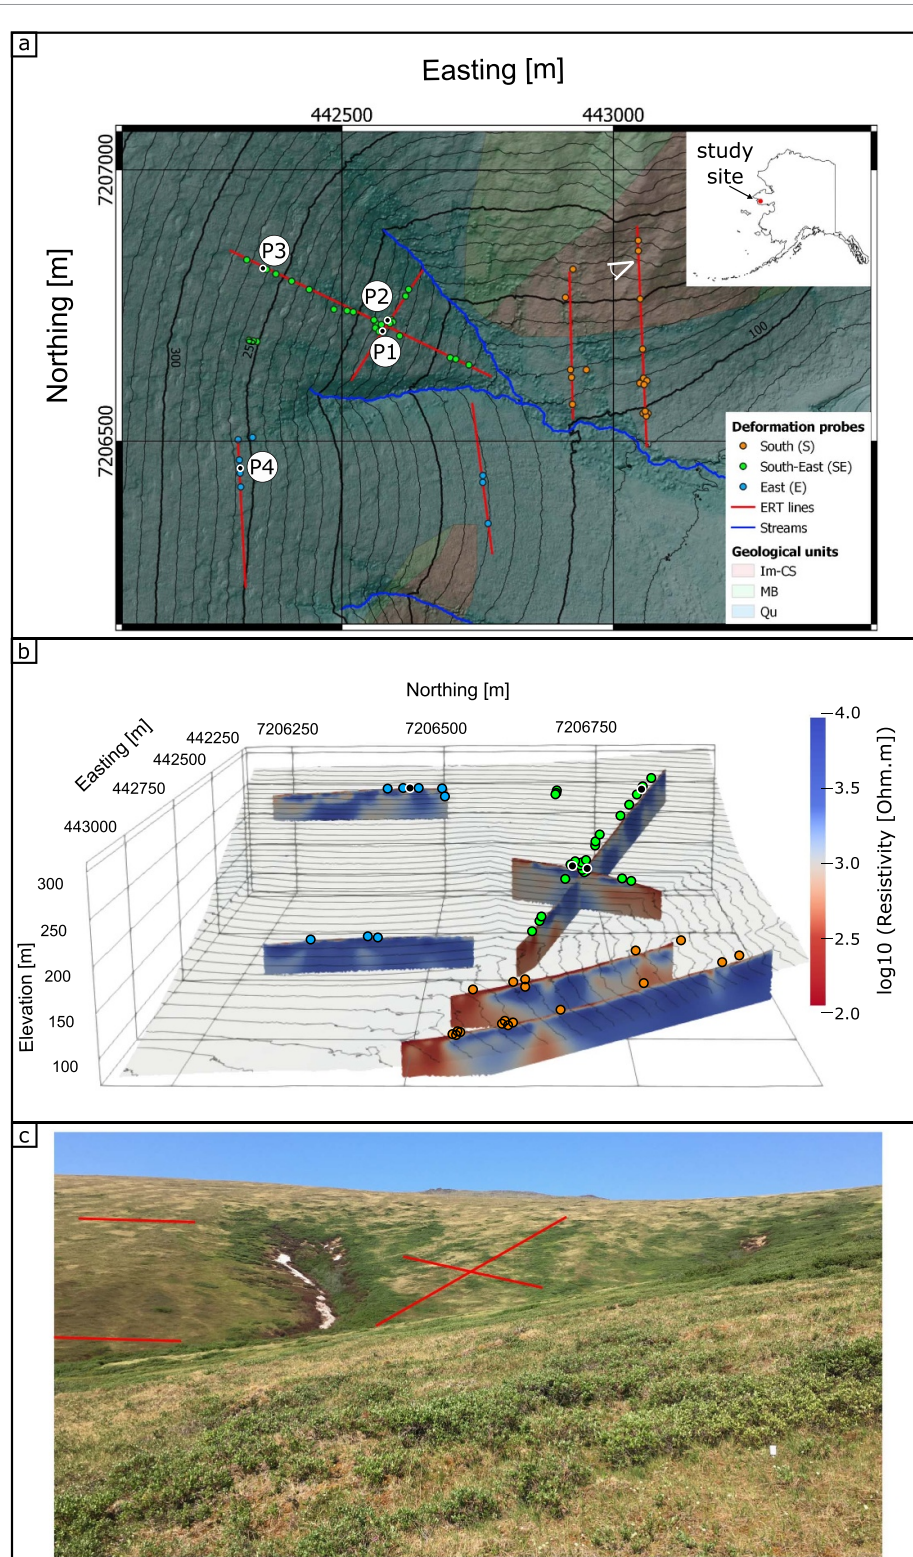 a
Easting [m]
442500
443000
7207000
7206500
Northing [m]
study
site
P3
P2
P1
P4
300
250
100
Deformation probes
South (S)
South-East (SE)
East (E)
ERT lines
Streams
Geological units
Im-CS
MB
Qu
b
Northing [m]
7206250
7206500
7206750
Easting [m]
442250
442500
442750
443000
300
250
200
150
100
Elevation [m]
4.0
3.5
3.0
2.5
2.0
log10 (Resistivity [Ohm.m])
c